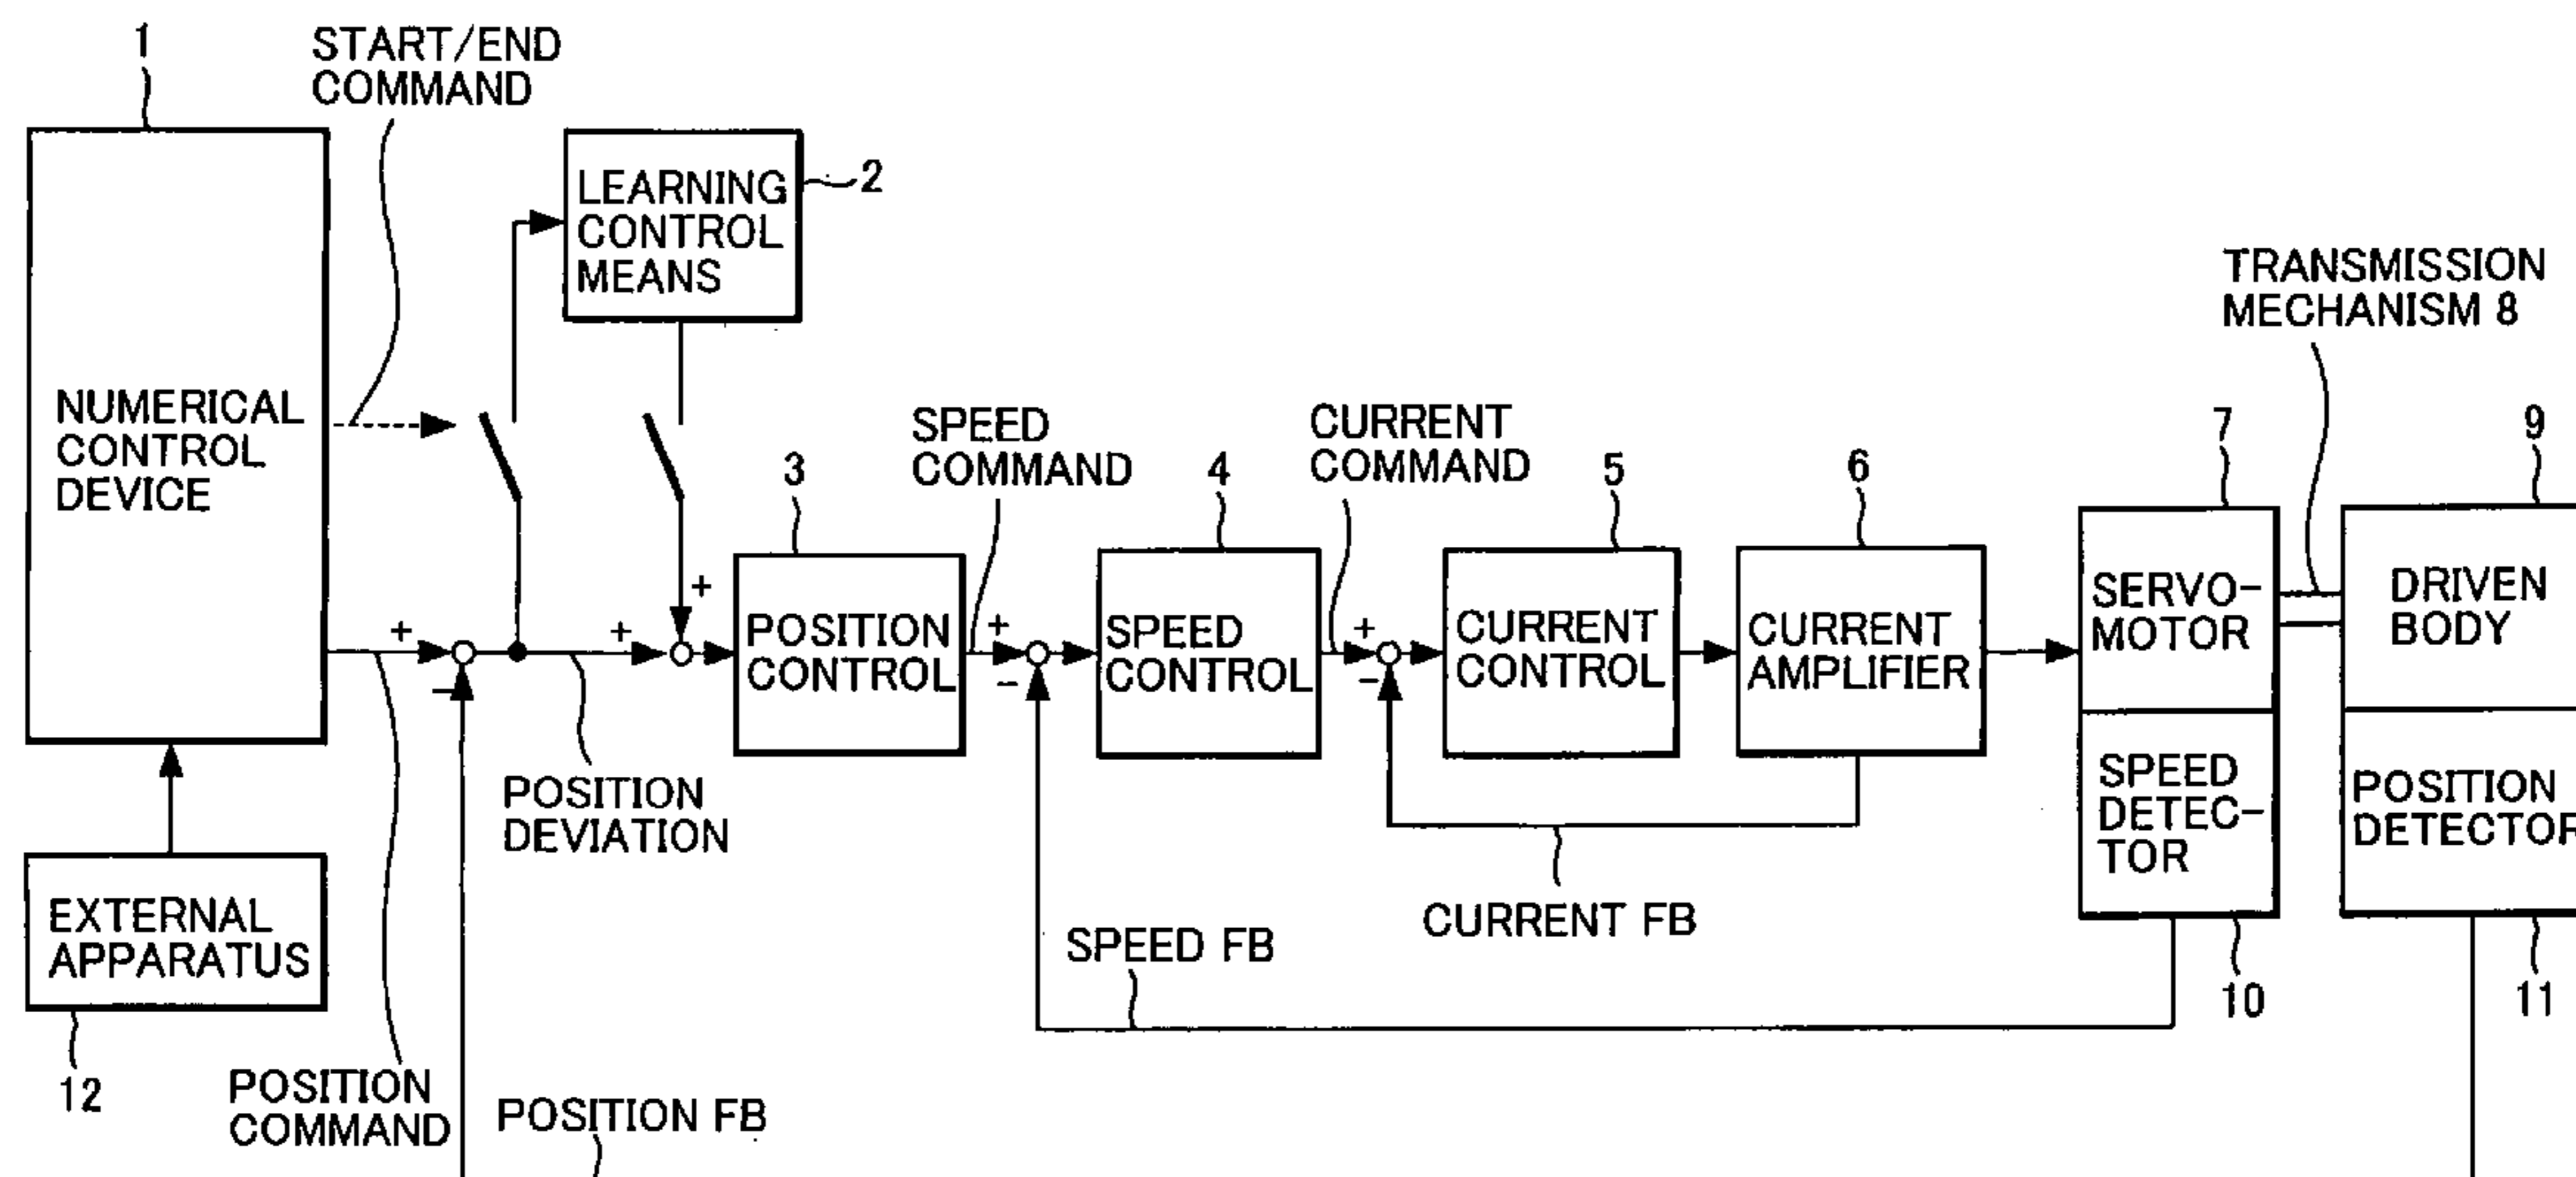 1
START/END
COMMAND
LEARNING
CONTROL
MEANS
2
TRANSMISSION
MECHANISM 8
NUMERICAL
CONTROL
DEVICE
3
SPEED
COMMAND
4
CURRENT
COMMAND
5
6
7
9
+
+
+
POSITION
CONTROL
+
SPEED
CONTROL
+
CURRENT
CONTROL
CURRENT
AMPLIFIER
SERVO-
MOTOR
DRIVEN
BODY
-
-
-
POSITION
DEVIATION
SPEED
DETEC-
TOR
POSITION
DETECTOR
EXTERNAL
APPARATUS
CURRENT FB
SPEED FB
10
11
12
POSITION
COMMAND
POSITION FB